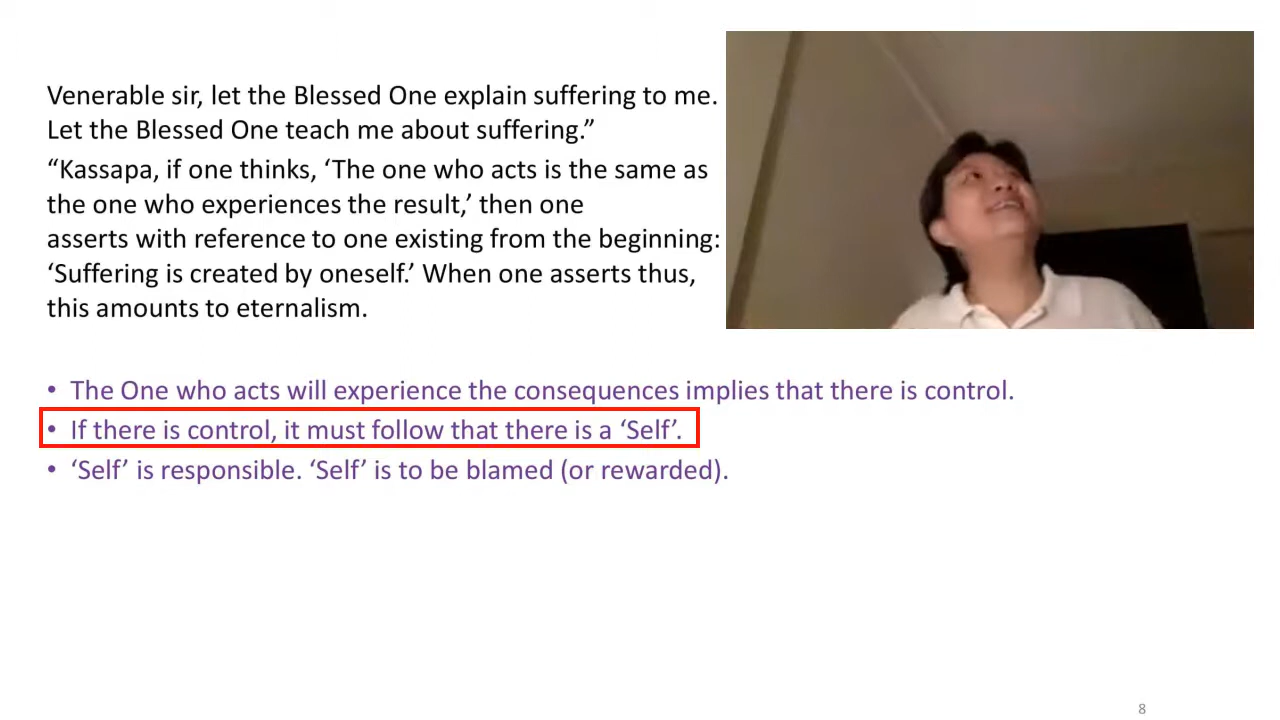 Venerable sir, let the Blessed One explain suffering to me.
Let the Blessed One teach me about suffering.”
“Kassapa, if one thinks, ‘The one who acts is the same as
the one who experiences the result,’ then one
asserts with reference to one existing from the beginning:
‘Suffering is created by oneself.’ When one asserts thus,
this amounts to eternalism.
• The One who acts will experience the consequences implies that there is control.
• If there is control, it must follow that there is a ‘Self’.
• ‘Self’ is responsible. ‘Self’ is to be blamed (or rewarded).
8